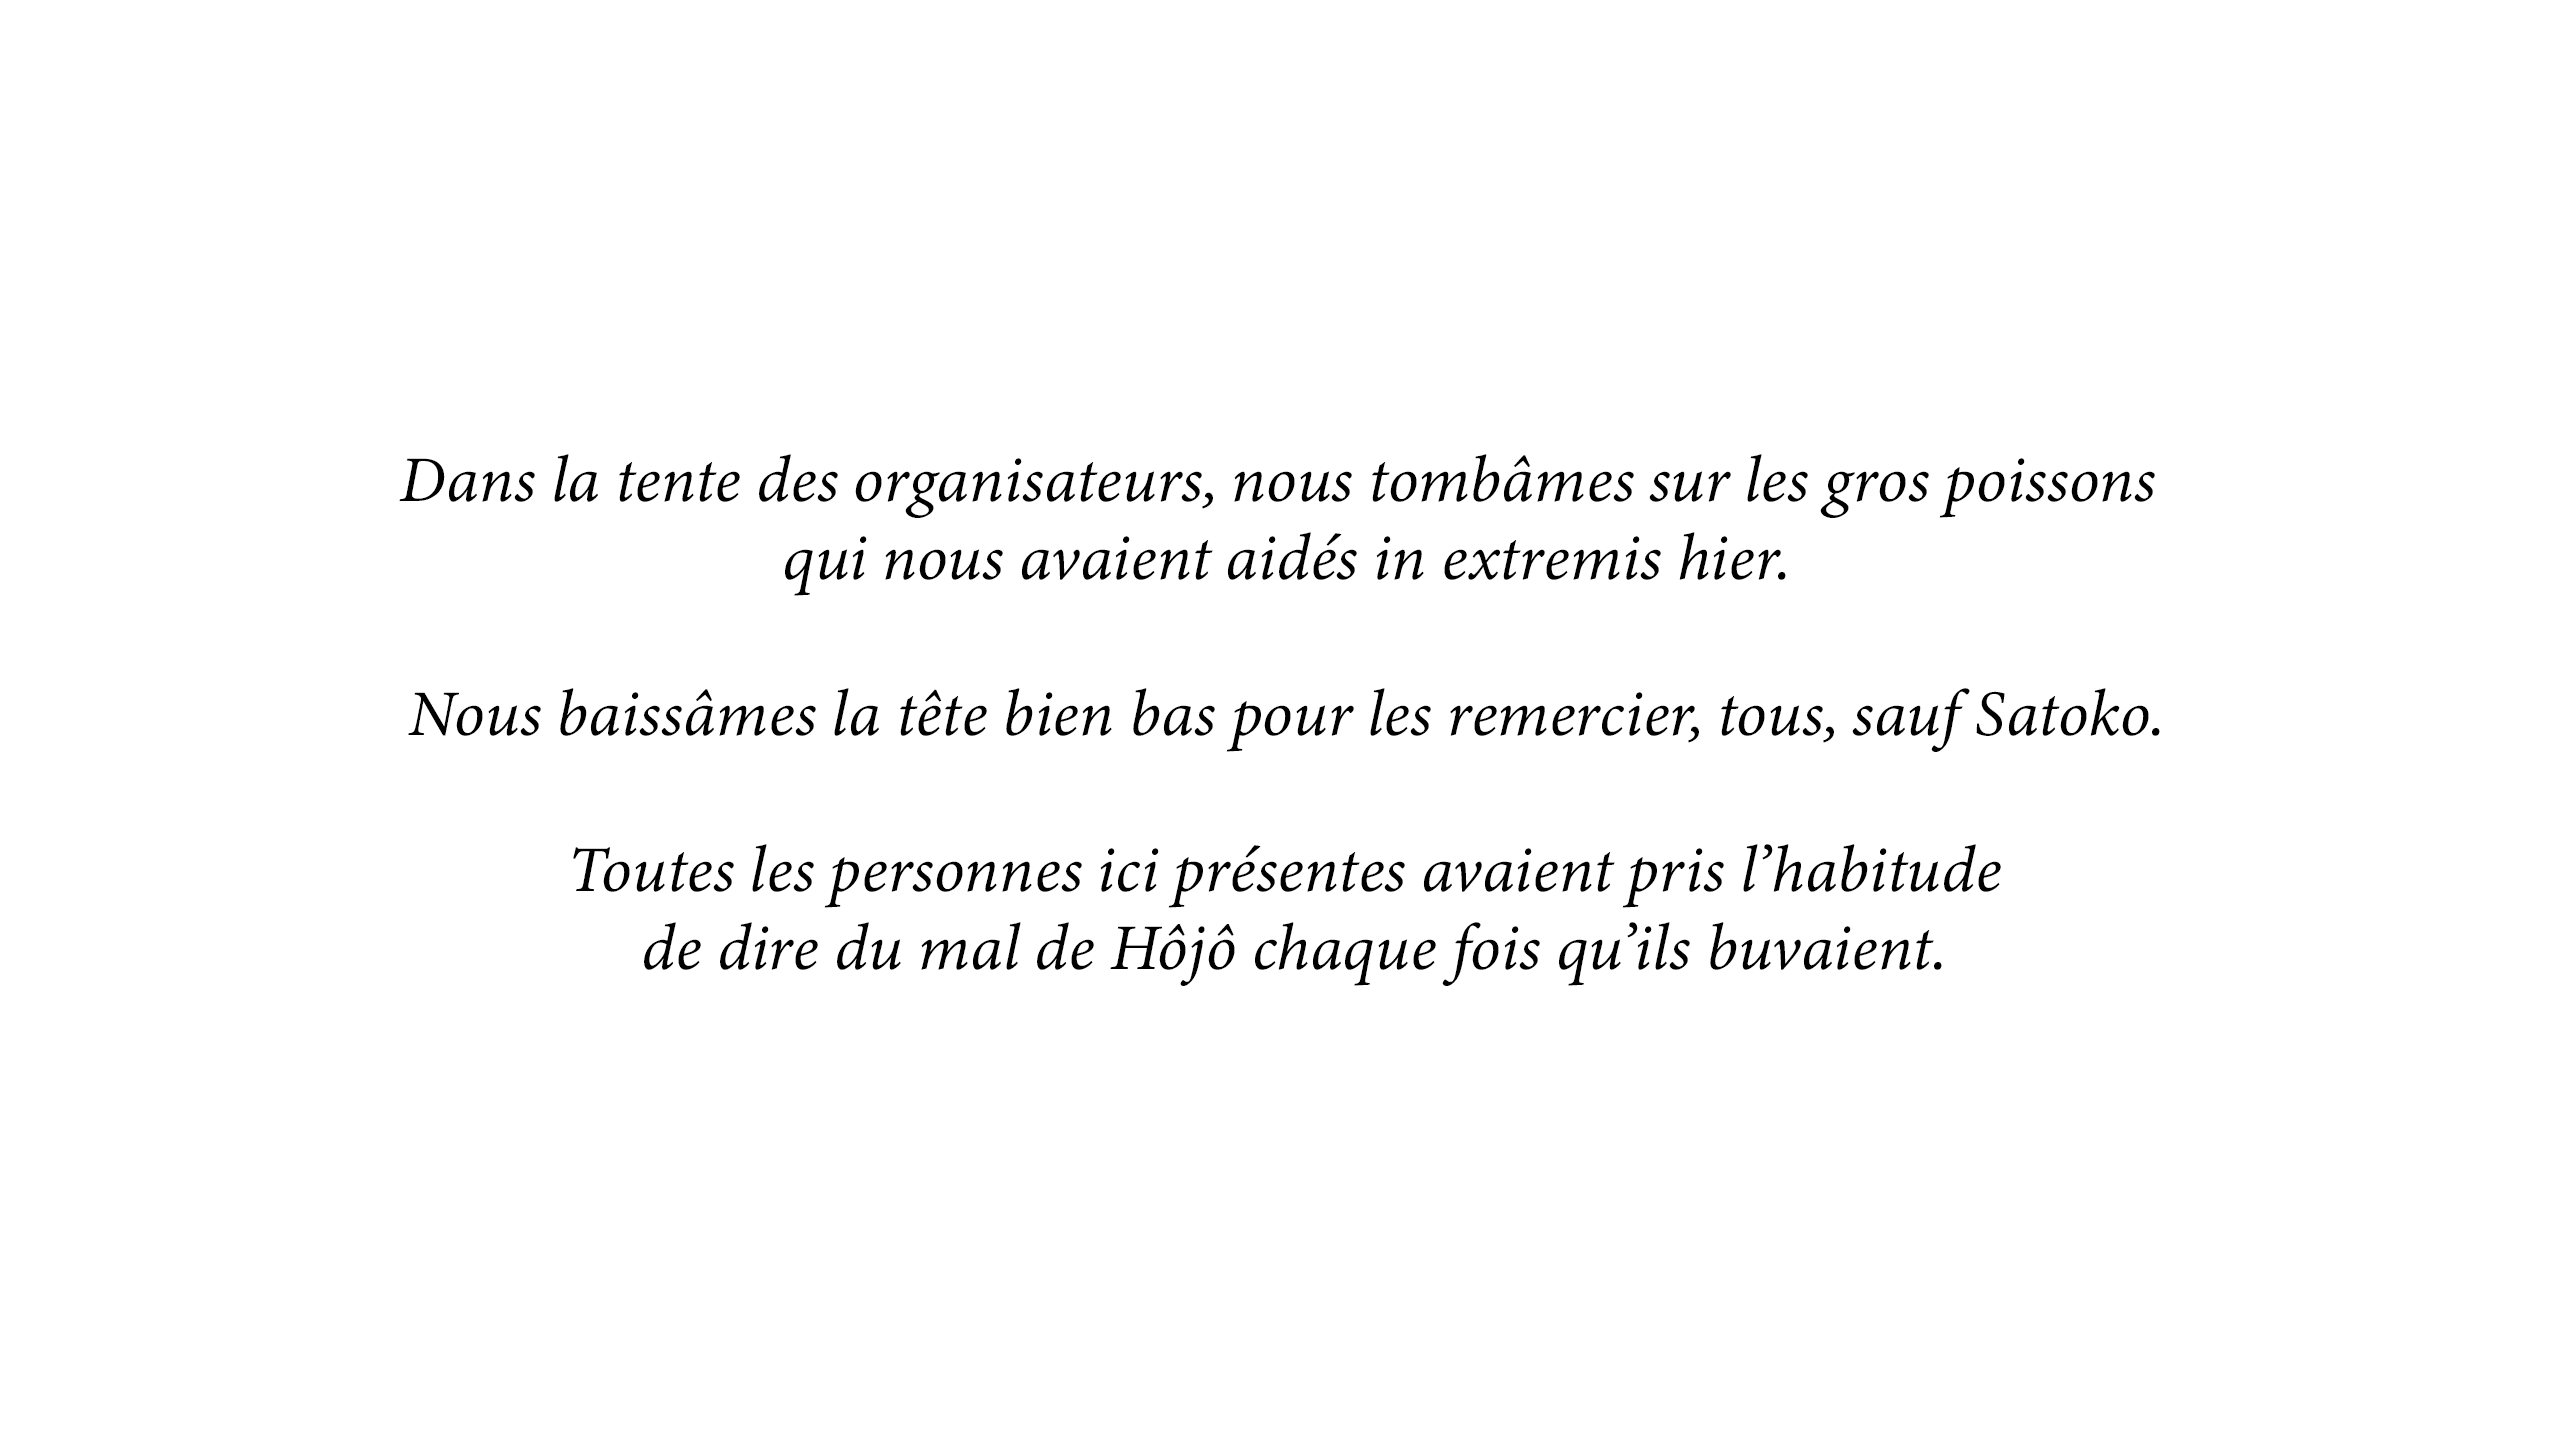 Dans la tente des organisateurs, nous tombâmes sur les gros poissons
qui nous avaient aidés in extremis hier.
Nous baissâmes la tête bien bas pour les remercier, tous, sauf Satoko.
Toutes les personnes ici présentes avaient pris l’habitude
de dire du mal de Hôjô chaque fois qu’ils buvaient.